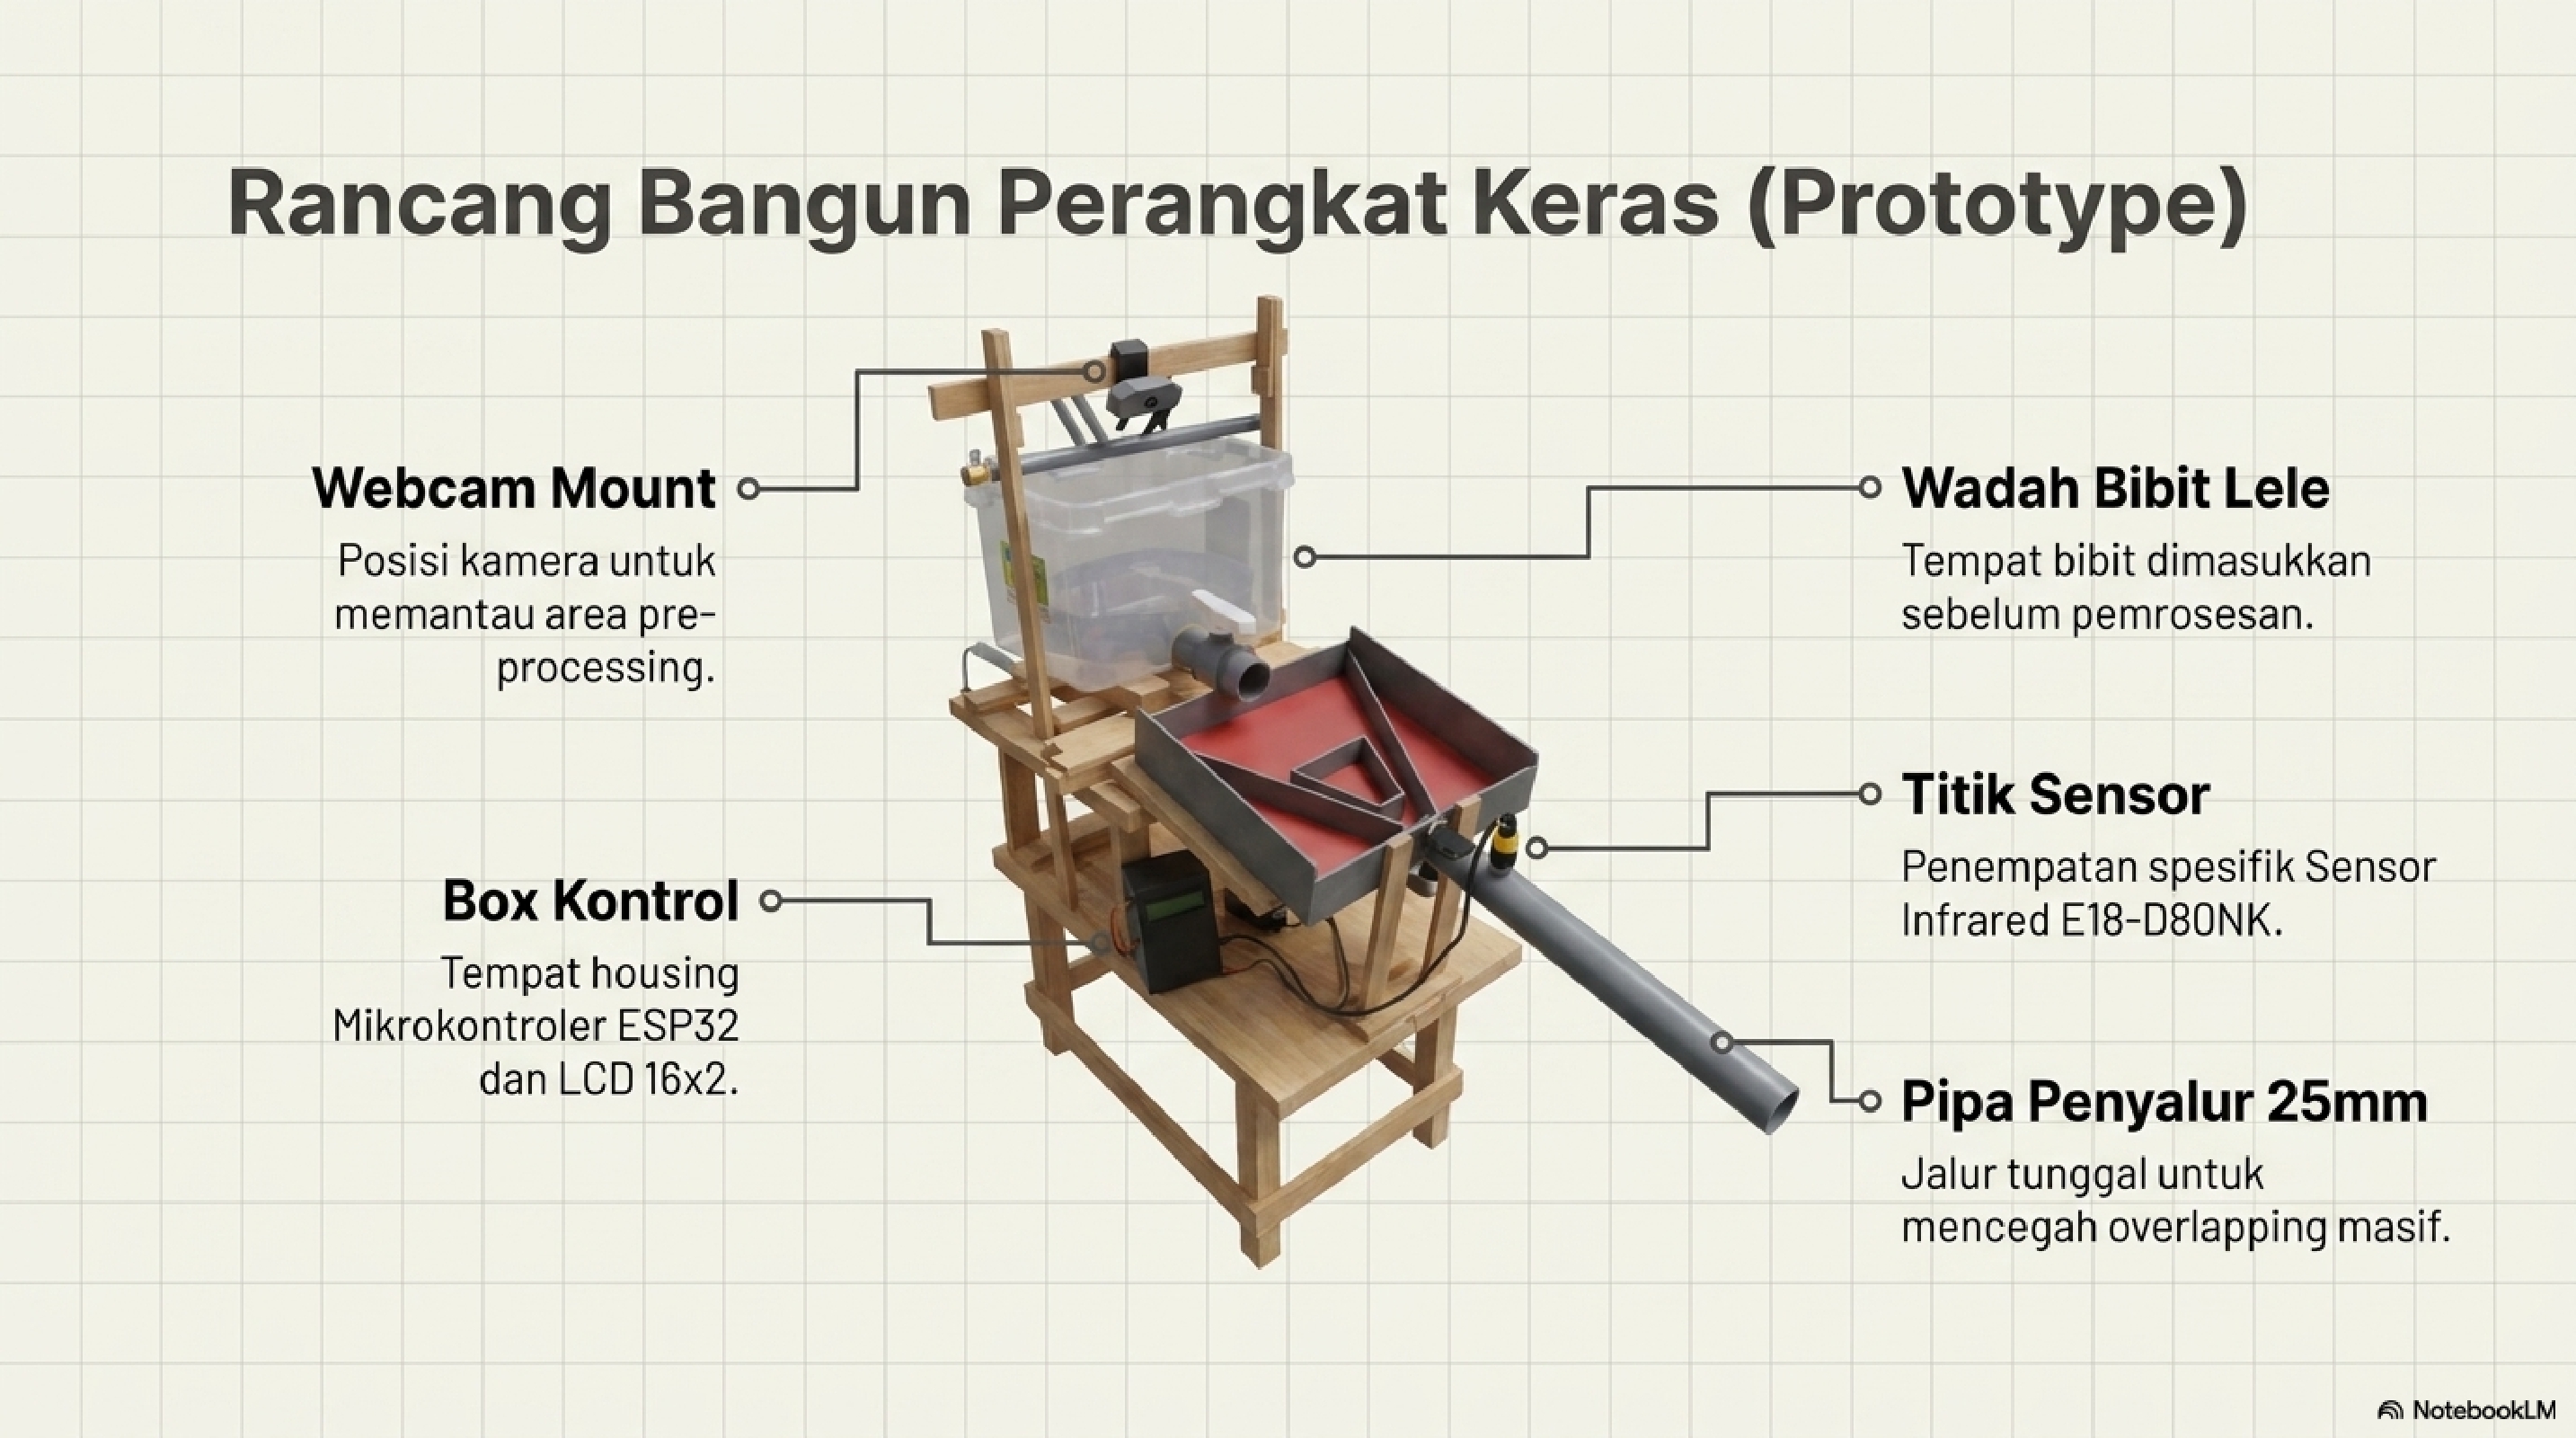 Rancang Bangun Perangkat Keras (Prototype)
Webcam Mount
Posisi kamera untuk
memantau area pre-
processing.
Box Kontrol
Tempat housing
Mikrokontroler ESP32
dan LCD 16x2.
Wadah Bibit Lele
Tempat bibit dimasukkan
sebelum pemrosesan.
Titik Sensor
Penempatan spesifik Sensor
Infrared E18-D80NK.
Pipa Penyalur 25mm
Jalur tunggal untuk
mencegah overlapping masif.
NotebookLM